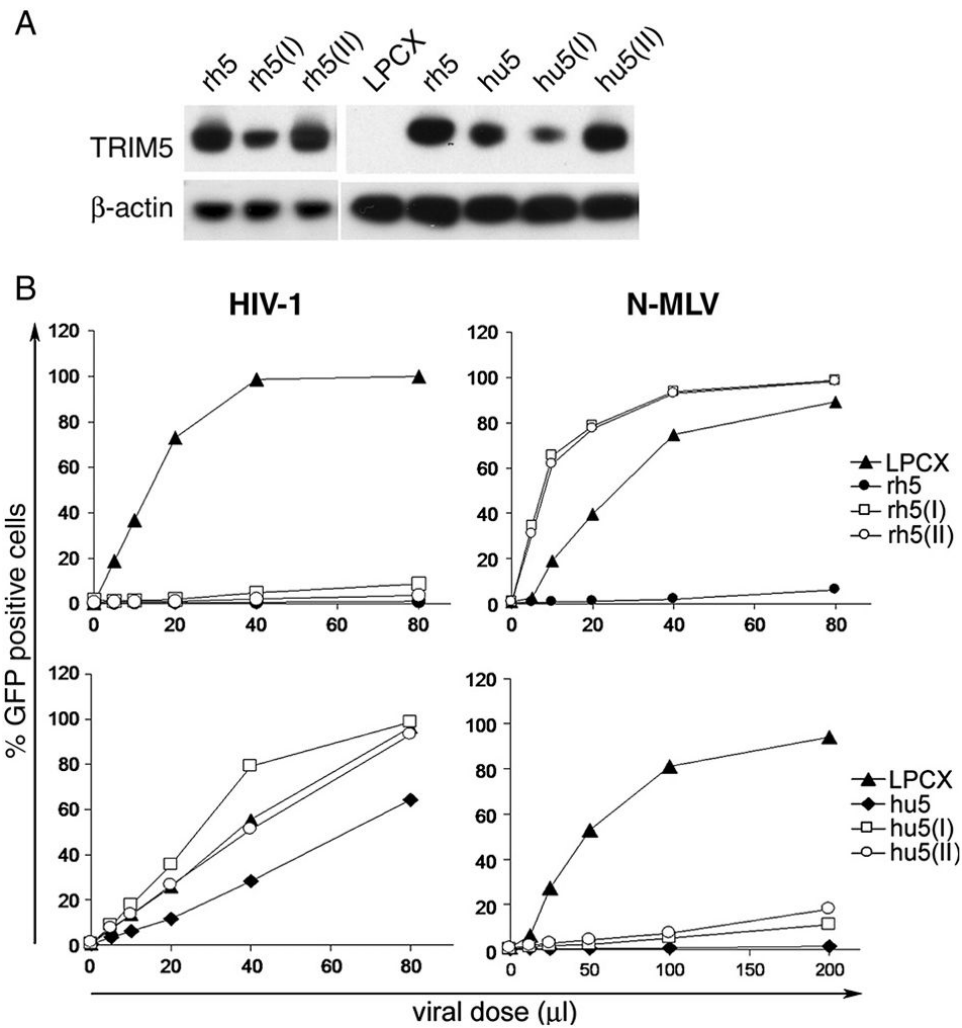 A
rh5 rh5(I) rh5(II) LPCX rh5 hu5 hu5(I) hu5(II)
TRIM5
β-actin
B
HIV-1 N-MLV
% GFP positive cells
120 120
100 100
80 80
60 60
40 40
20 20
0 0
0 20 40 60 80 0 20 40 60 80
LPCX
rh5
rh5(I)
rh5(II)
120 120
100 100
80 80
60 60
40 40
20 20
0 0
0 20 40 60 80 0 50 100 150 200
LPCX
hu5
hu5(I)
hu5(II)
viral dose (μl)